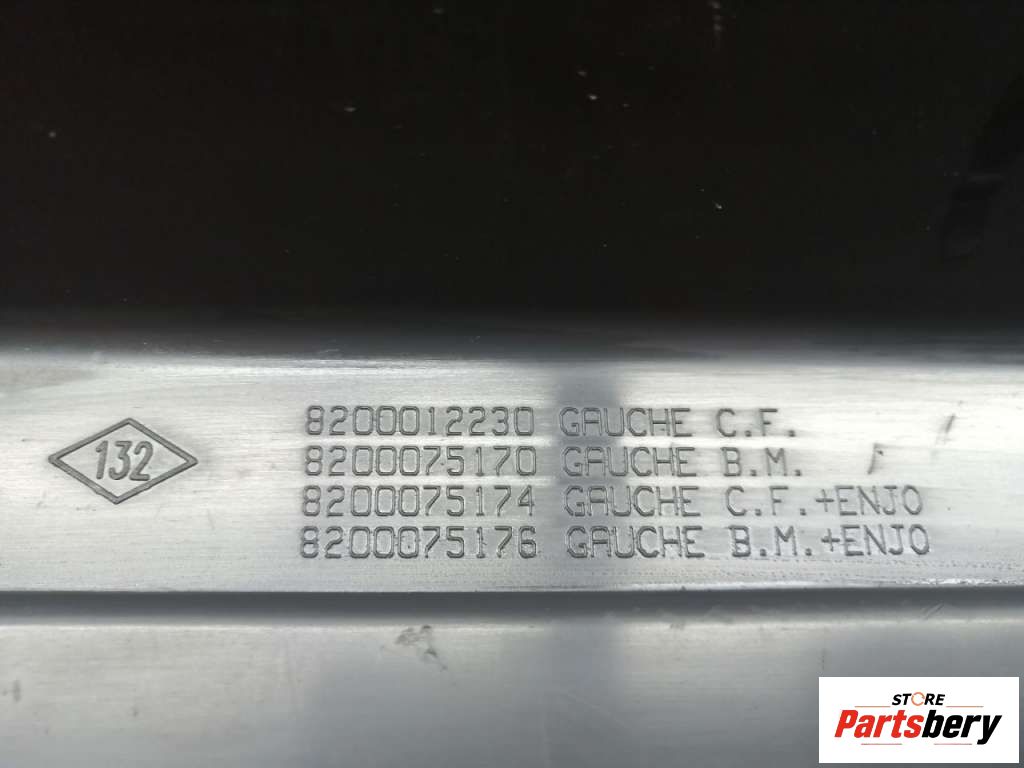 132
8200012230 GAUCHE C.F.
8200075170 GAUCHE B.M.
8200075174 GAUCHE C.F.+ENJO
8200075176 GAUCHE B.M.+ENJO
STORE
Partsbery